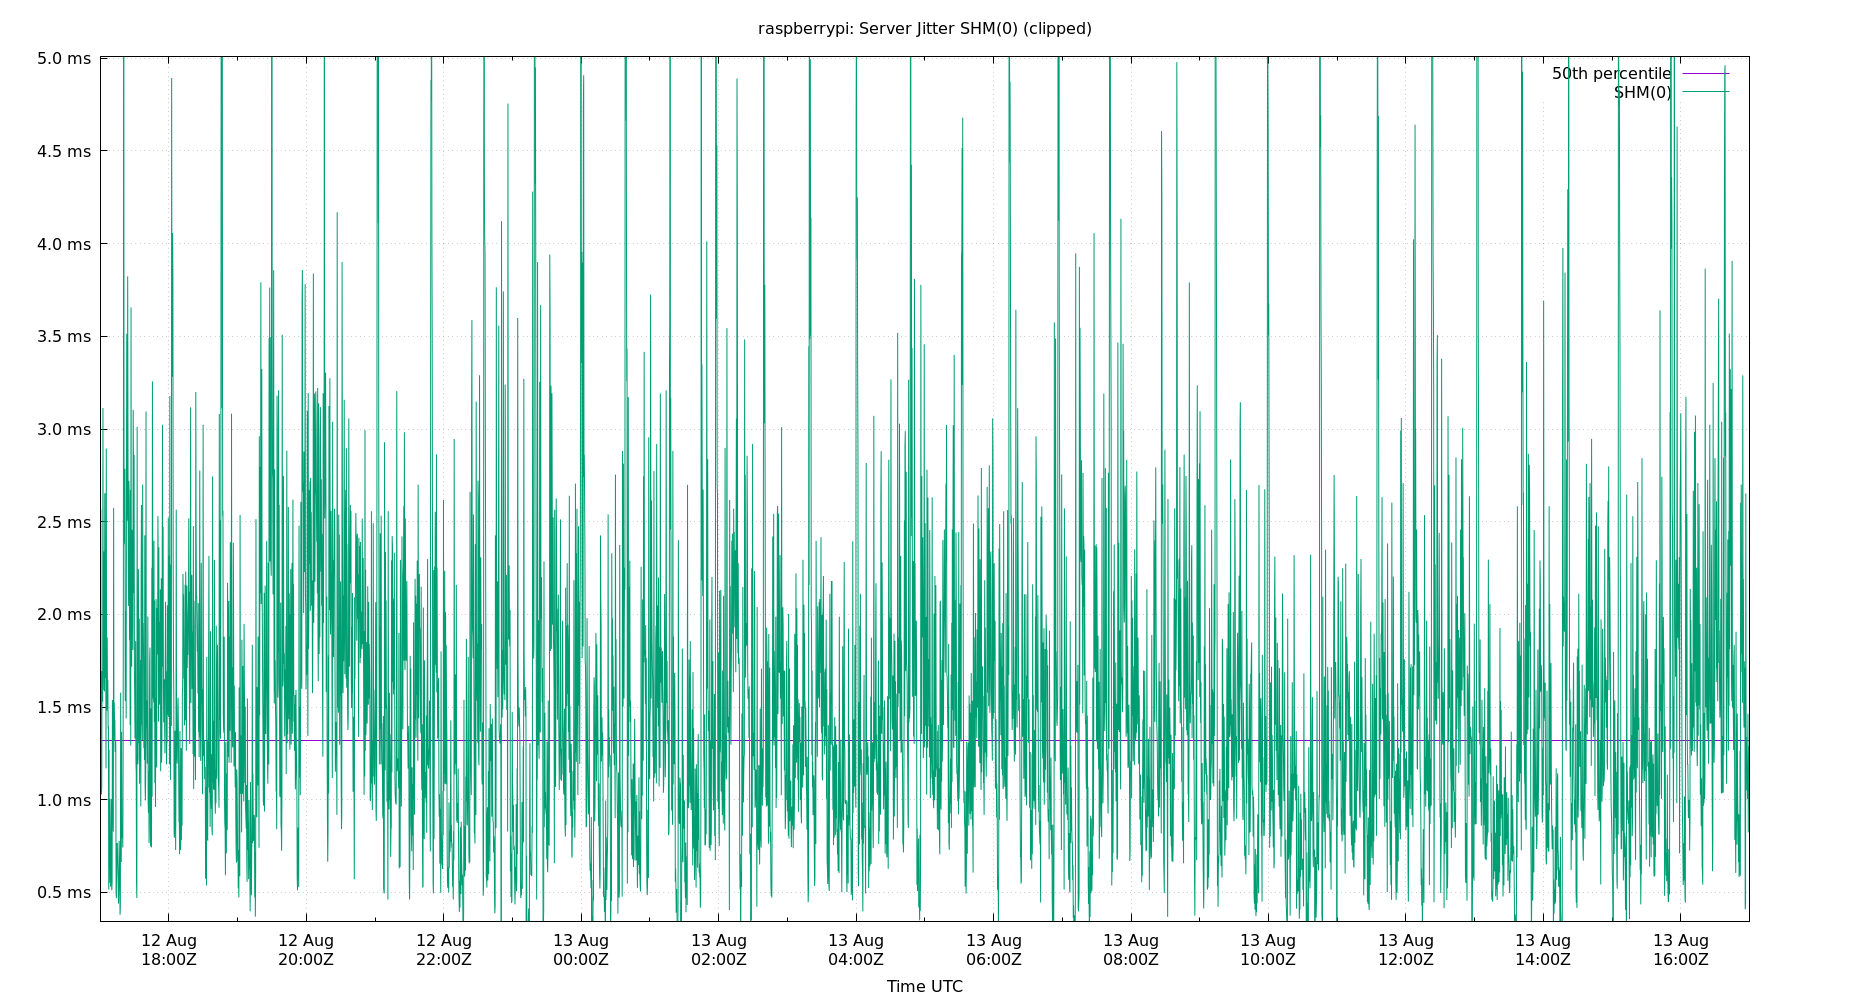 raspberrypi: Server Jitter SHM(0) (clipped)
5.0 ms
4.5 ms
4.0 ms
3.5 ms
3.0 ms
2.5 ms
2.0 ms
1.5 ms
1.0 ms
0.5 ms
50th percentile
SHM(0)
12 Aug 12 Aug 12 Aug 13 Aug 13 Aug 13 Aug 13 Aug 13 Aug 13 Aug 13 Aug 13 Aug 13 Aug
18:00Z 20:00Z 22:00Z 00:00Z 02:00Z 04:00Z 06:00Z 08:00Z 10:00Z 12:00Z 14:00Z 16:00Z
Time UTC